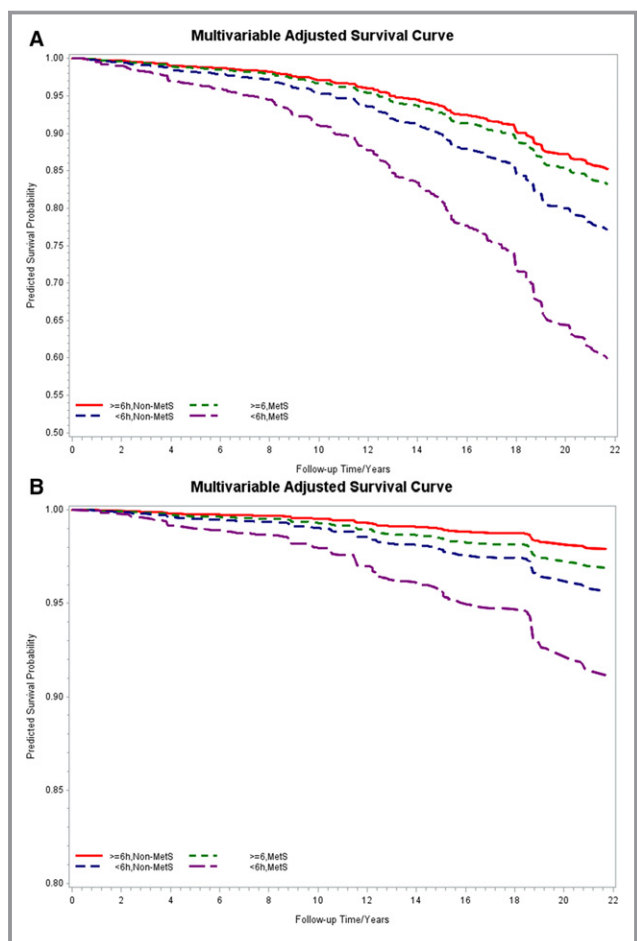 A
Multivariable Adjusted Survival Curve
1.00
0.95
0.90
0.85
0.80
0.75
0.70
0.65
0.60
0.55
0.50
Predicted Survival Probability
>=6h,Non-MetS
>=6,MetS
<6h,Non-MetS
<6h,MetS
0 2 4 6 8 10 12 14 16 18 20 22
Follow-up Time/Years
B
Multivariable Adjusted Survival Curve
1.00
0.95
0.90
0.85
0.80
Predicted Survival Probability
>=6h,Non-MetS
>=6,MetS
<6h,Non-MetS
<6h,MetS
0 2 4 6 8 10 12 14 16 18 20 22
Follow-up Time/Years